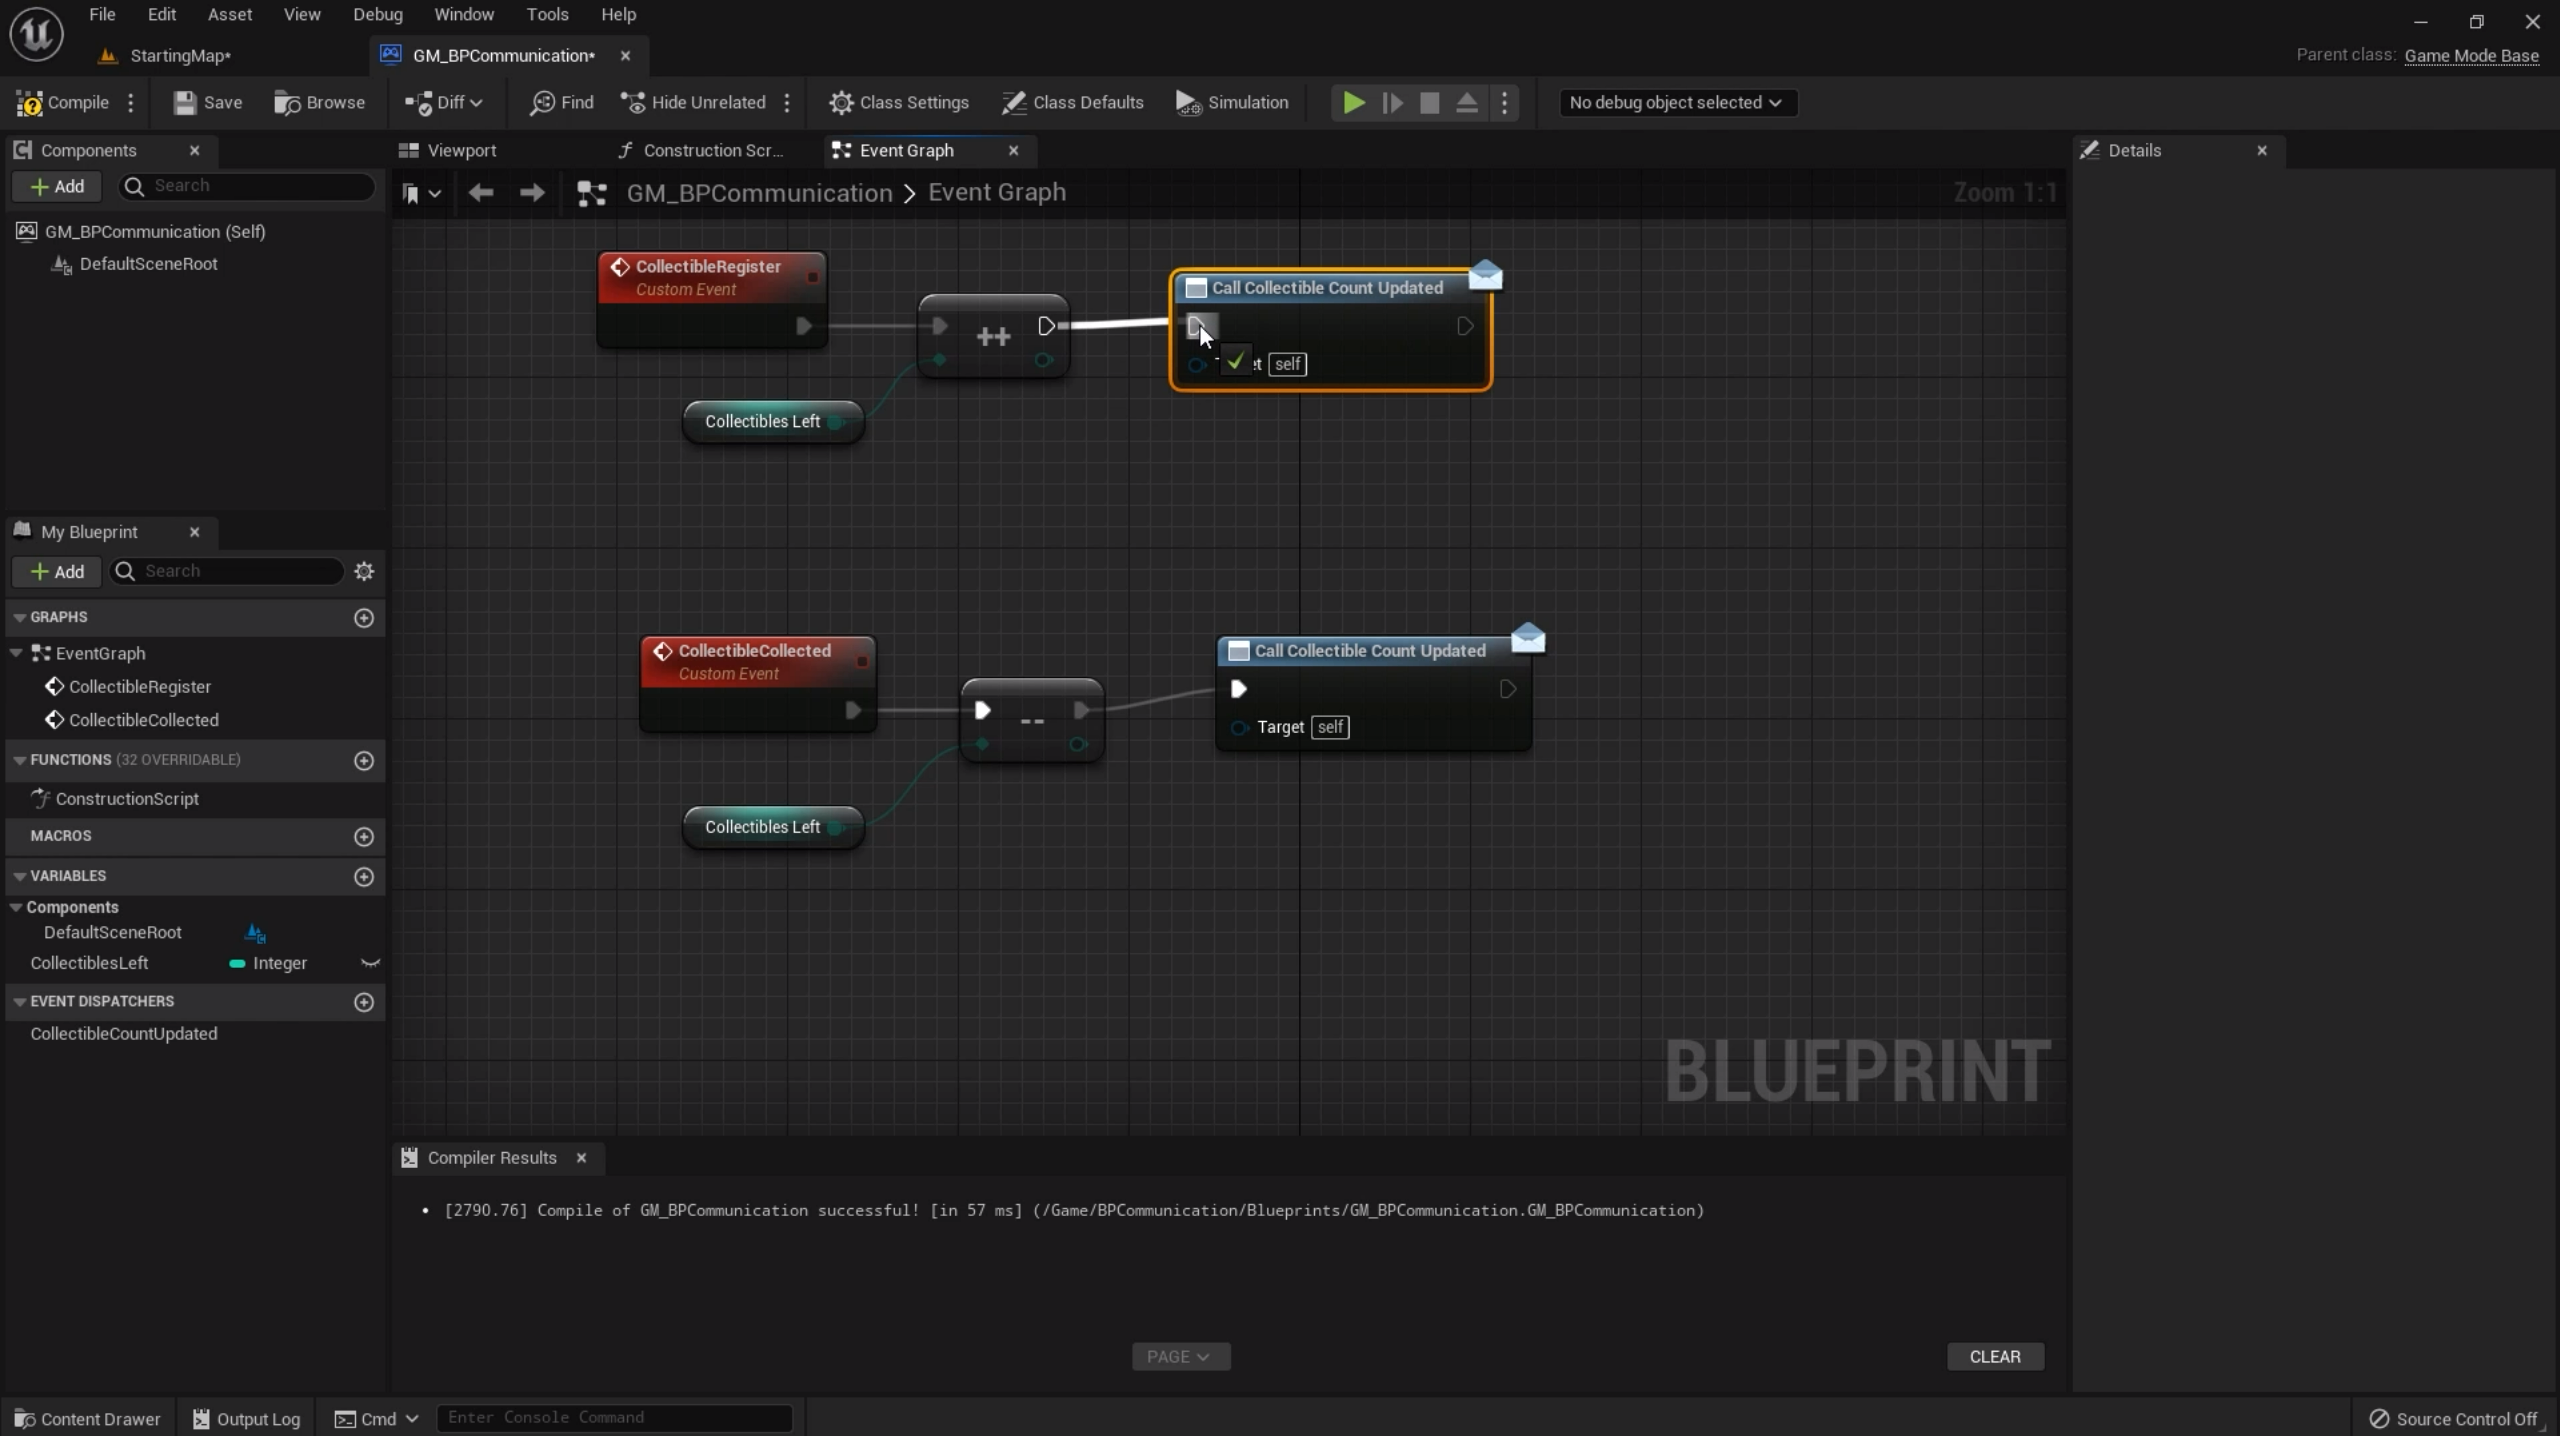 File Edit Asset View Debug Window Tools Help
StartingMap*
GM_BPCommunication*
Parent class: Game Mode Base
Compile Save Browse Diff Find Hide Unrelated Class Settings Class Defaults Simulation No debug object selected
Components
Add Search
GM_BPCommunication (Self)
DefaultSceneRoot
My Blueprint
Add Search
GRAPHS
EventGraph
CollectibleRegister
CollectibleCollected
FUNCTIONS (32 OVERRIDABLE)
ConstructionScript
MACROS
VARIABLES
Components
DefaultSceneRoot
CollectiblesLeft Integer
EVENT DISPATCHERS
CollectibleCountUpdated
Viewport Construction Scr... Event Graph
GM_BPCommunication > Event Graph Zoom 1:1
CollectibleRegister
Custom Event
++
Collectibles Left
Call Collectible Count Updated
self
CollectibleCollected
Custom Event
--
Collectibles Left
Call Collectible Count Updated
Target self
BLUEPRINT
Details
Compiler Results
• [2790.76] Compile of GM_BPCommunication successful! [in 57 ms] (/Game/BPCommunication/Blueprints/GM_BPCommunication.GM_BPCommunication)
PAGE CLEAR
Content Drawer Output Log Cmd Enter Console Command Source Control Off